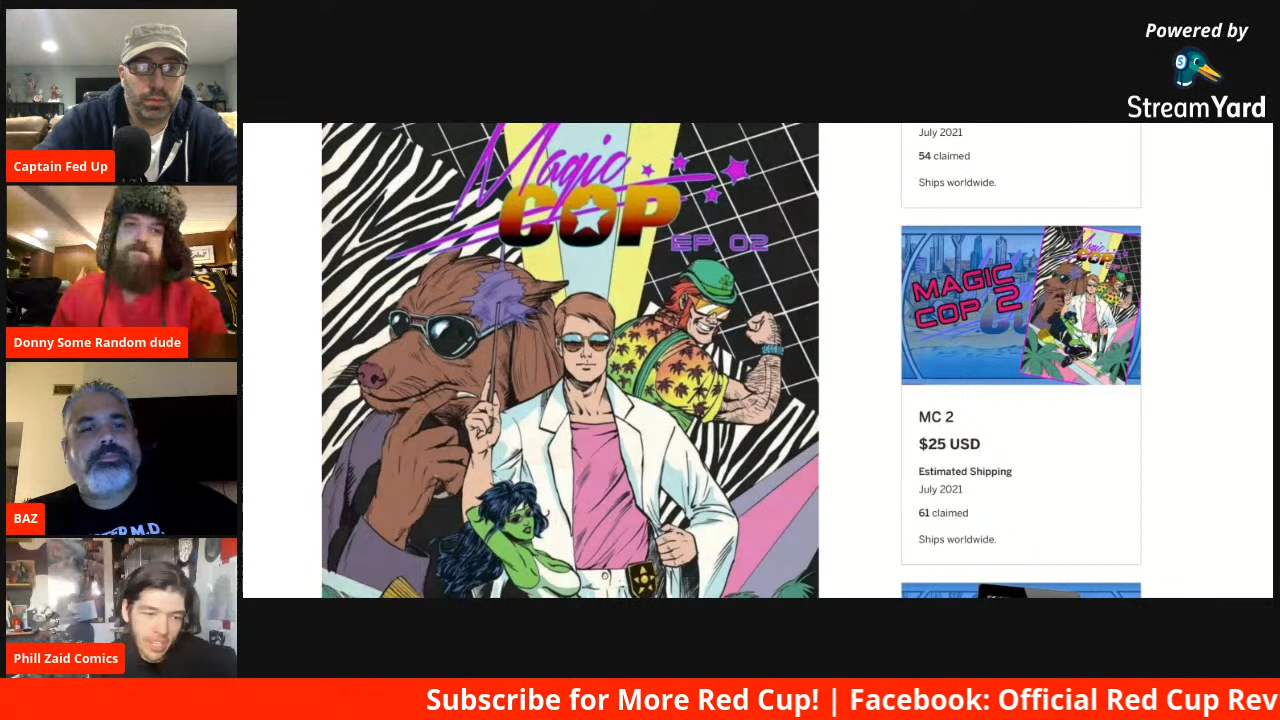 Captain Fed Up
Donny Some Random dude
BAZ
Phill Zaid Comics
Magic
COP
EP 02
July 2021
54 claimed
Ships worldwide.
MAGIC
COP 2
Magic
COP
MC 2
$25 USD
Estimated Shipping
July 2021
61 claimed
Ships worldwide.
Powered by
StreamYard
Subscribe for More Red Cup! | Facebook: Official Red Cup Rev